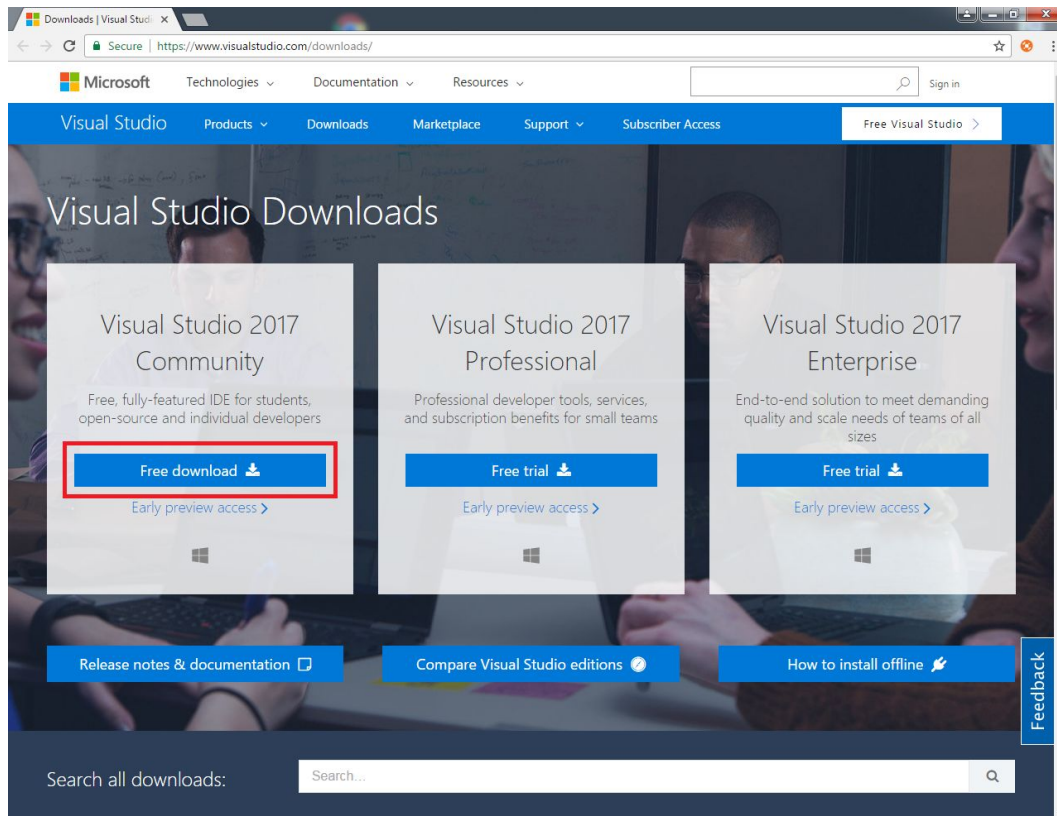 Downloads | Visual Studi
Secure | https://www.visualstudio.com/downloads/
Microsoft Technologies Documentation Resources Sign in
Visual Studio Products Downloads Marketplace Support Subscriber Access Free Visual Studio
Visual Studio Downloads
Visual Studio 2017
Community
Free, fully-featured IDE for students,
open-source and individual developers
Free download
Early preview access
Visual Studio 2017
Professional
Professional developer tools, services,
and subscription benefits for small teams
Free trial
Early preview access
Visual Studio 2017
Enterprise
End-to-end solution to meet demanding
quality and scale needs of teams of all
sizes
Free trial
Early preview access
Release notes & documentation
Compare Visual Studio editions
How to install offline
Feedback
Search all downloads:
Search...